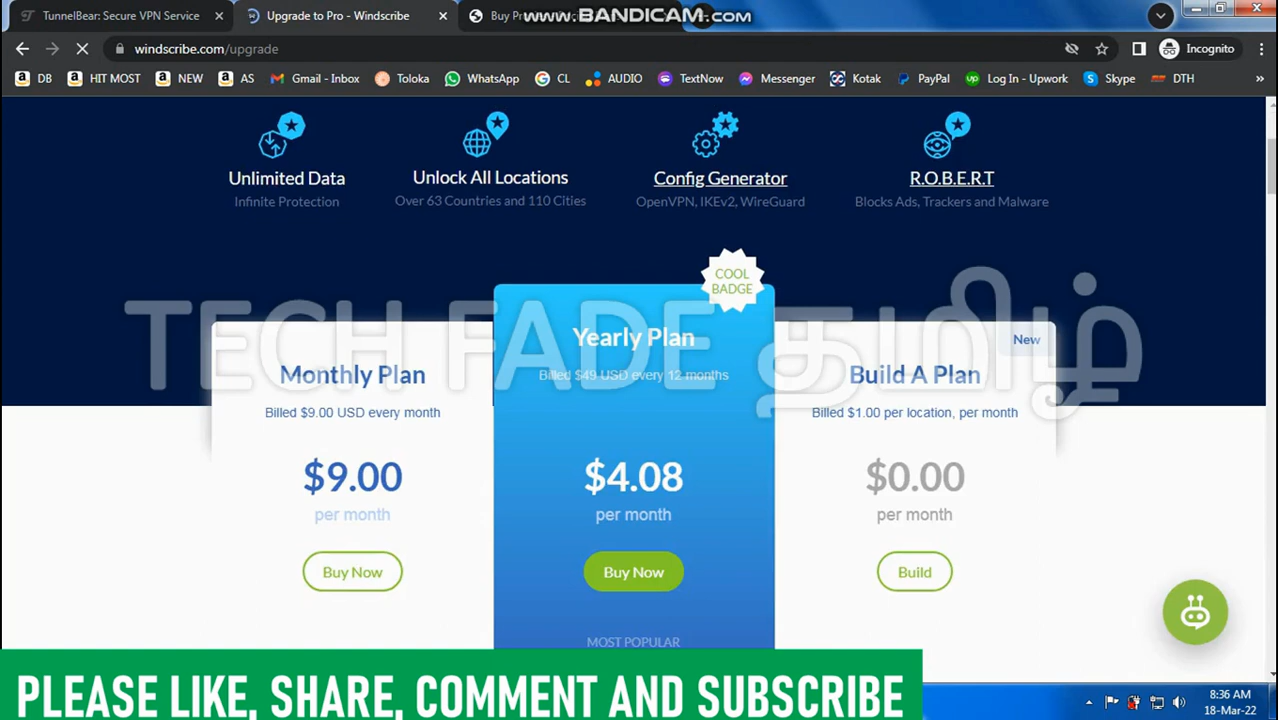 TunnelBear: Secure VPN Service
Upgrade to Pro - Windscribe
Buy Pr
www.BANDICAM.com
windscribe.com/upgrade
Incognito
DB
HIT MOST
NEW
AS
Gmail - Inbox
Toloka
WhatsApp
CL
AUDIO
TextNow
Messenger
Kotak
PayPal
Log In - Upwork
Skype
DTH
Unlimited Data
Infinite Protection
Unlock All Locations
Over 63 Countries and 110 Cities
Config Generator
OpenVPN, IKEv2, WireGuard
R.O.B.E.R.T
Blocks Ads, Trackers and Malware
COOL
BADGE
TECH FADE தமிழ்
Monthly Plan
Billed $9.00 USD every month
$9.00
per month
Buy Now
Yearly Plan
Billed $49 USD every 12 months
$4.08
per month
Buy Now
MOST POPULAR
New
Build A Plan
Billed $1.00 per location, per month
$0.00
per month
Build
PLEASE LIKE, SHARE, COMMENT AND SUBSCRIBE
8:36 AM
18-Mar-22